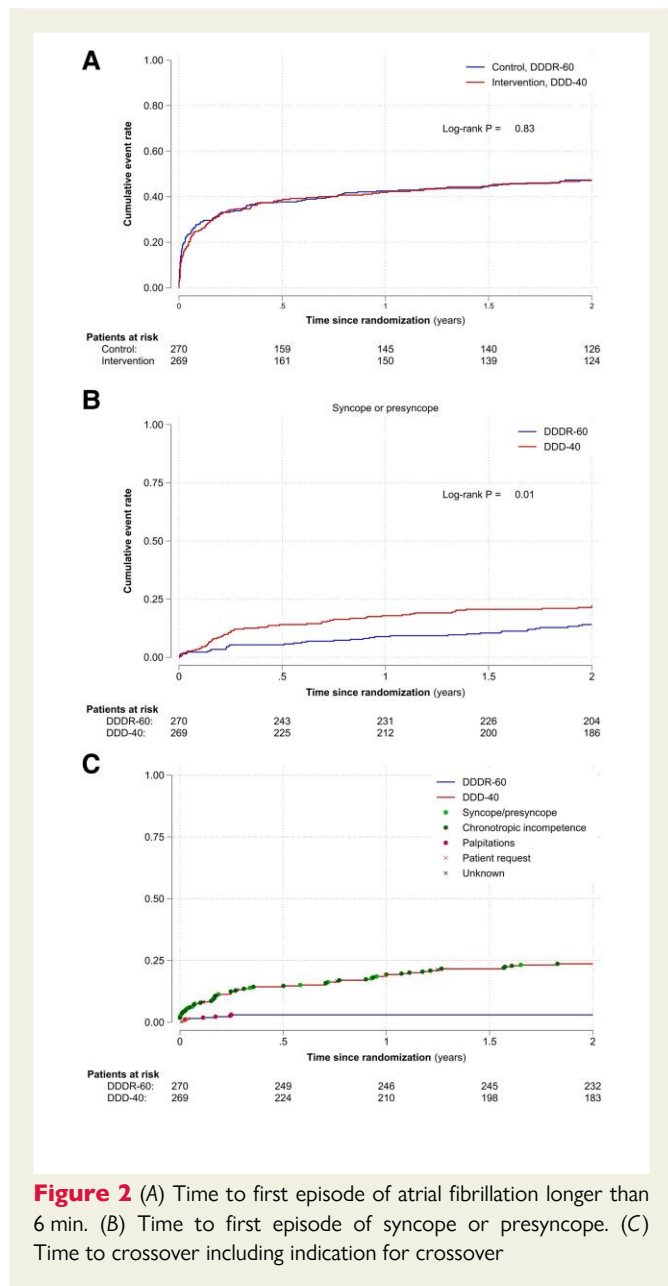 A
1.00
Control, DDDR-60
Intervention, DDD-40
0.80
Log-rank P = 0.83
0.60
Cumulative event rate
0.40
0.20
0.00
0 .5 1 1.5 2
Time since randomization (years)
Patients at risk
Control: 270 159 145 140 126
Intervention 269 161 150 139 124
B
Syncope or presyncope
1.00
DDDR-60
DDD-40
0.75
Log-rank P = 0.01
Cumulative event rate
0.50
0.25
0.00
0 .5 1 1.5 2
Time since randomization (years)
Patients at risk
DDDR-60: 270 243 231 226 204
DDD-40: 269 225 212 200 186
C
1.00
DDDR-60
DDD-40
Syncope/presyncope
Chronotropic incompetence
0.75
Palpitations
Patient request
Unknown
0.50
0.25
0.00
0 .5 1 1.5 2
Time since randomization (years)
Patients at risk
DDDR-60: 270 249 246 245 232
DDD-40: 269 224 210 198 183
Figure 2 (A) Time to first episode of atrial fibrillation longer than
6 min. (B) Time to first episode of syncope or presyncope. (C)
Time to crossover including indication for crossover